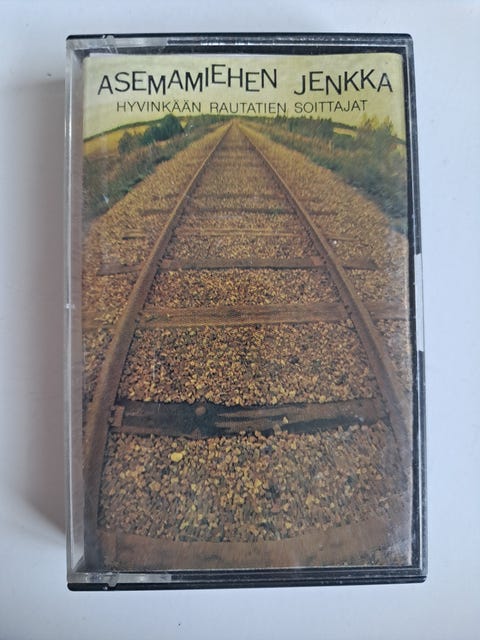 ASEMAMIEHEN JENKKA
HYVINKÄÄN RAUTATIEN SOITTAJAT